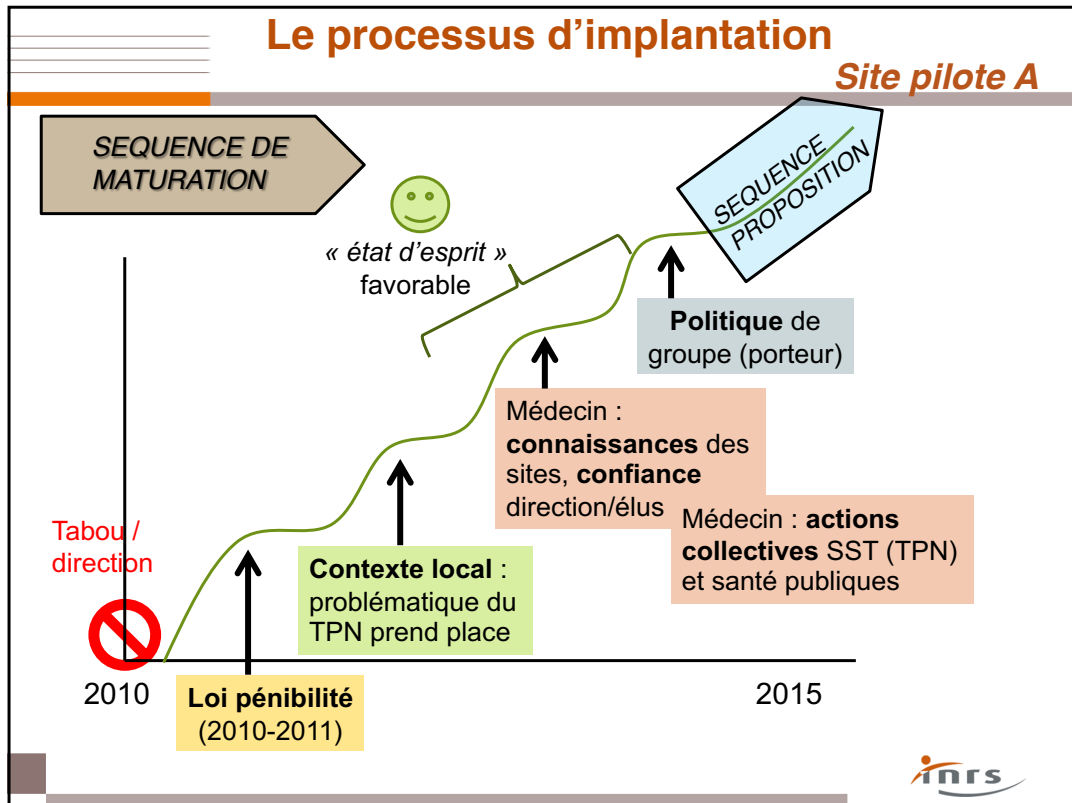 Le processus d’implantation
Site pilote A
SEQUENCE DE
MATURATION
SEQUENCE
PROPOSITION
« état d’esprit »
favorable
Politique de
groupe (porteur)
Médecin :
connaissances des
sites, confiance
direction/élus
Médecin : actions
collectives SST (TPN)
et santé publiques
Tabou /
direction
Contexte local :
problématique du
TPN prend place
2010
Loi pénibilité
(2010-2011)
2015
inrs